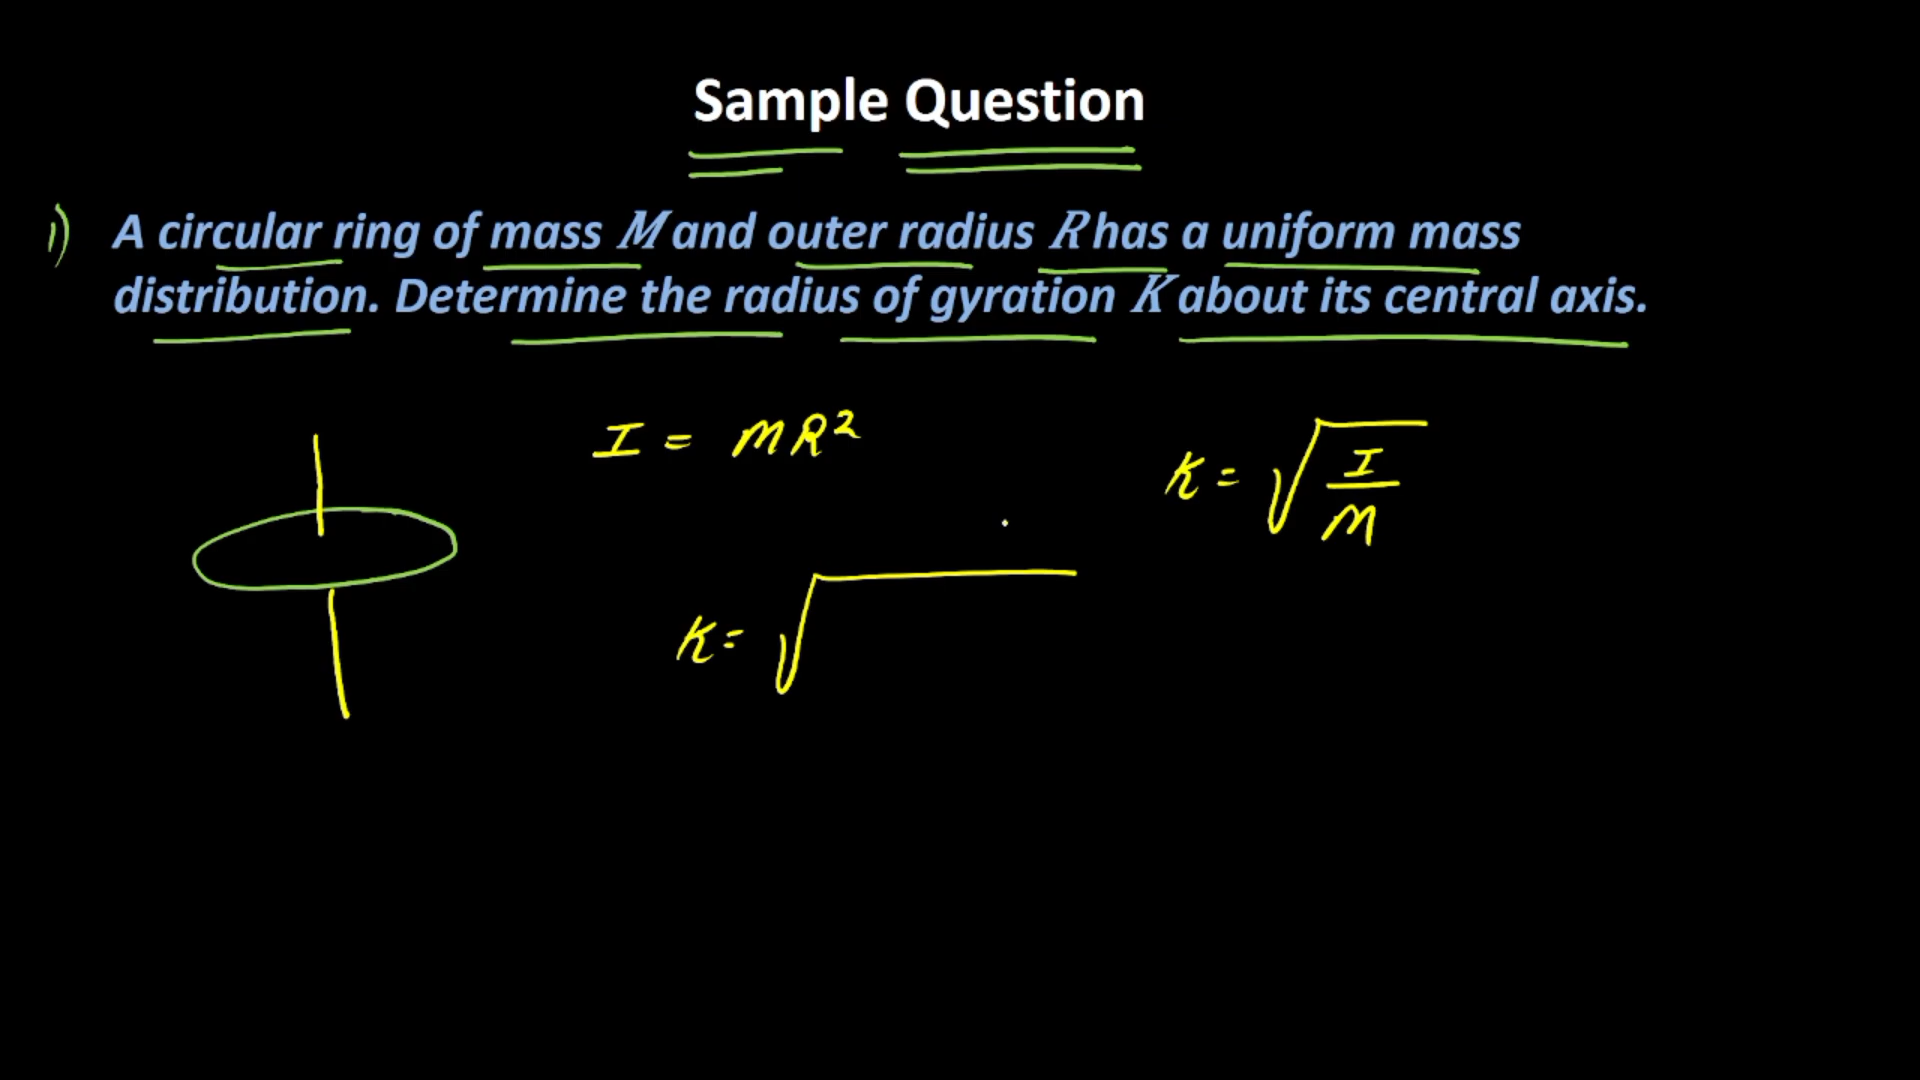 Sample Question
1) A circular ring of mass M and outer radius R has a uniform mass
distribution. Determine the radius of gyration K about its central axis.
I = MR²
K = √(I/M)
K = √